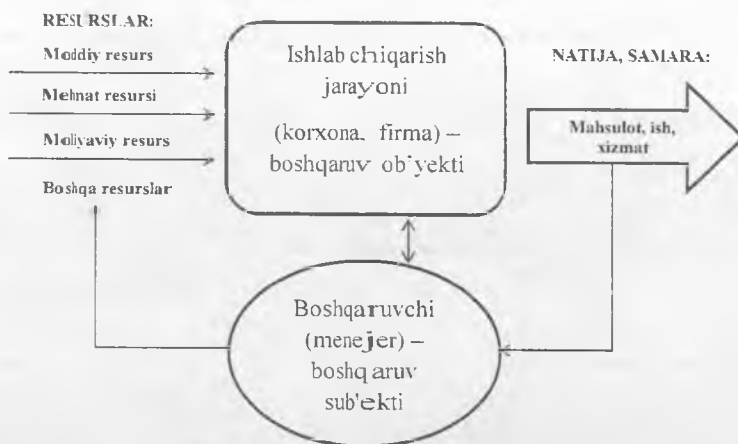 RESURSLAR:
Moddiy resurs
Mehnat resursi
Moliyaviy resurs
Boshqa resurslar
Ishlab chiqarish
jarayoni
(korxona, firma) –
boshqaruv ob'yekti
NATIJA, SAMARA:
Mahsulot, ish,
xizmat
Boshqaruvchi
(menejer) –
boshqaruv
sub'ekti